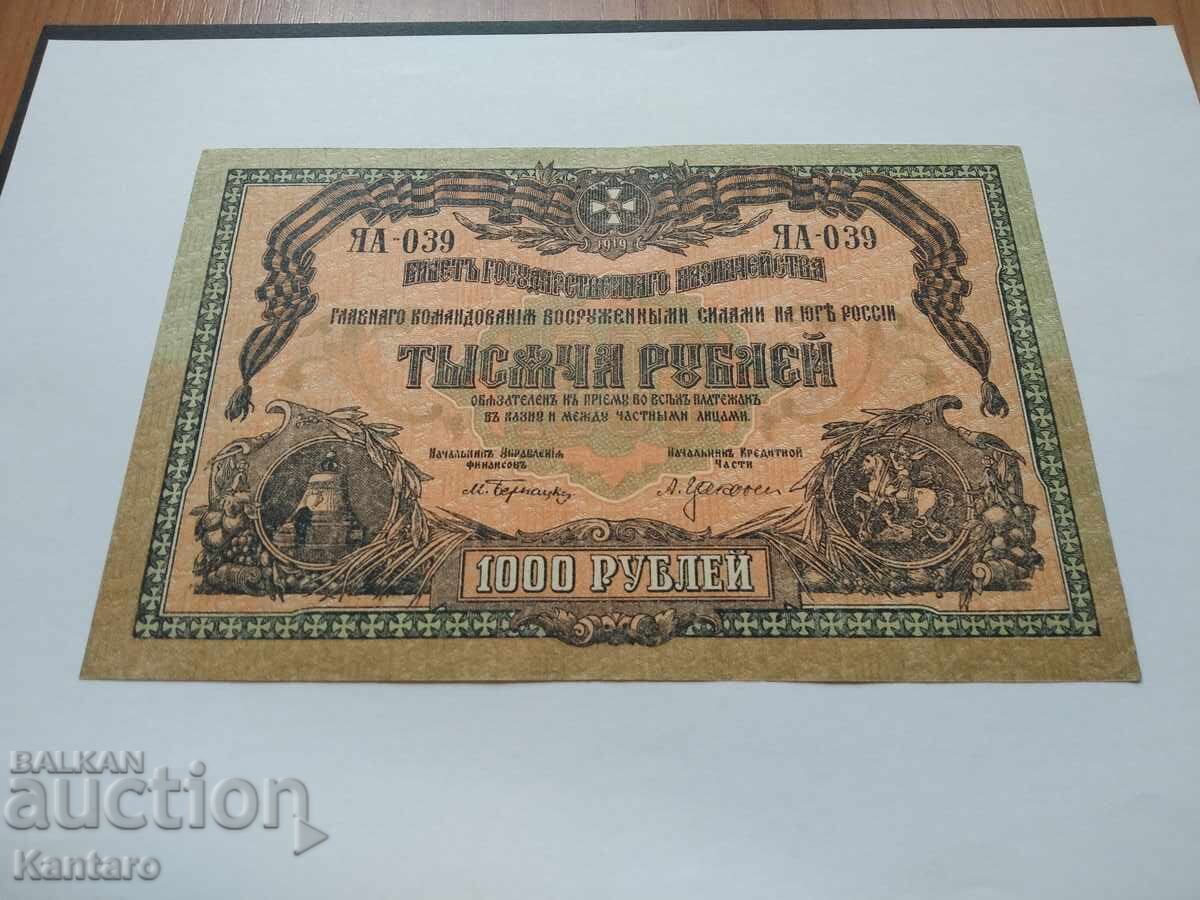 1919
ЯА-039 ЯА-039
Билетъ Государственнаго Казначейства
Главнаго Командованія Вооруженными Силами на Югѣ Россіи
ТЫСЯЧА РУБЛЕЙ
обязателенъ къ пріему во всѣхъ платежахъ
въ казну и между частными лицами.
Начальникъ Управленія
финансовъ
Начальникъ Кредитной
Части
М. Бернацкій
1000 РУБЛЕЙ
BALKAN
auction
Kantaro